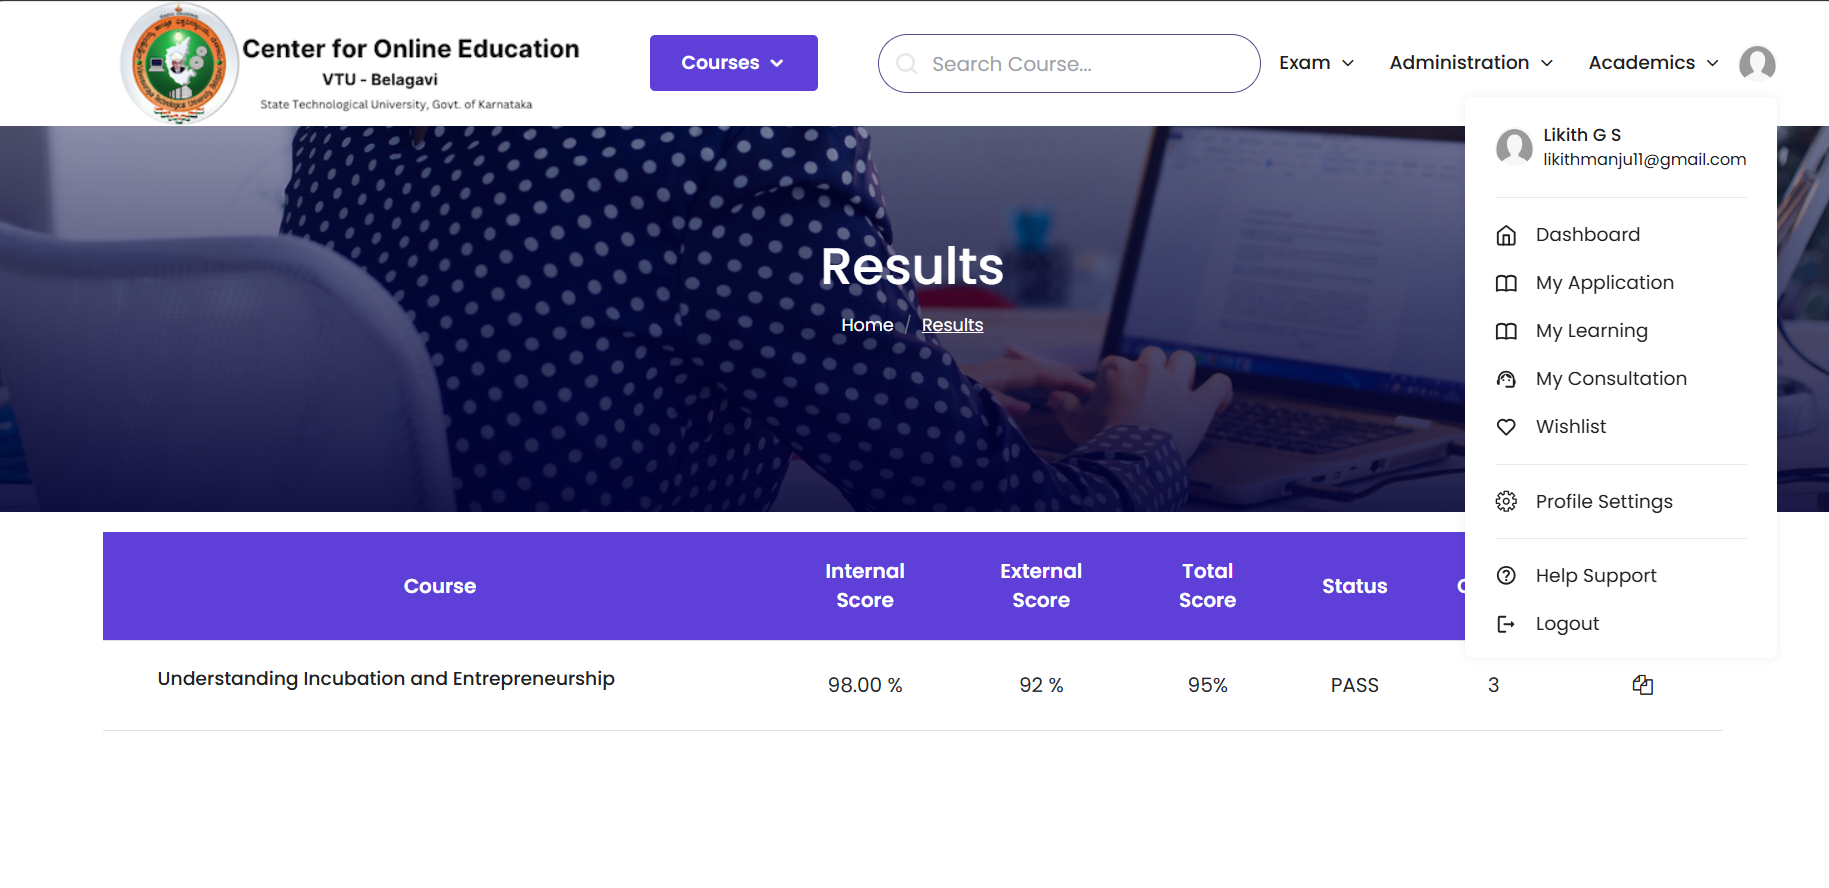 Center for Online Education
VTU - Belagavi
State Technological University, Govt. of Karnataka
Courses
Search Course...
Exam
Administration
Academics
Likith G S
likithmanju11@gmail.com
Dashboard
My Application
My Learning
My Consultation
Wishlist
Profile Settings
Help Support
Logout
Results
Home / Results
Course
Internal
Score
External
Score
Total
Score
Status
Understanding Incubation and Entrepreneurship
98.00 %
92 %
95%
PASS
3